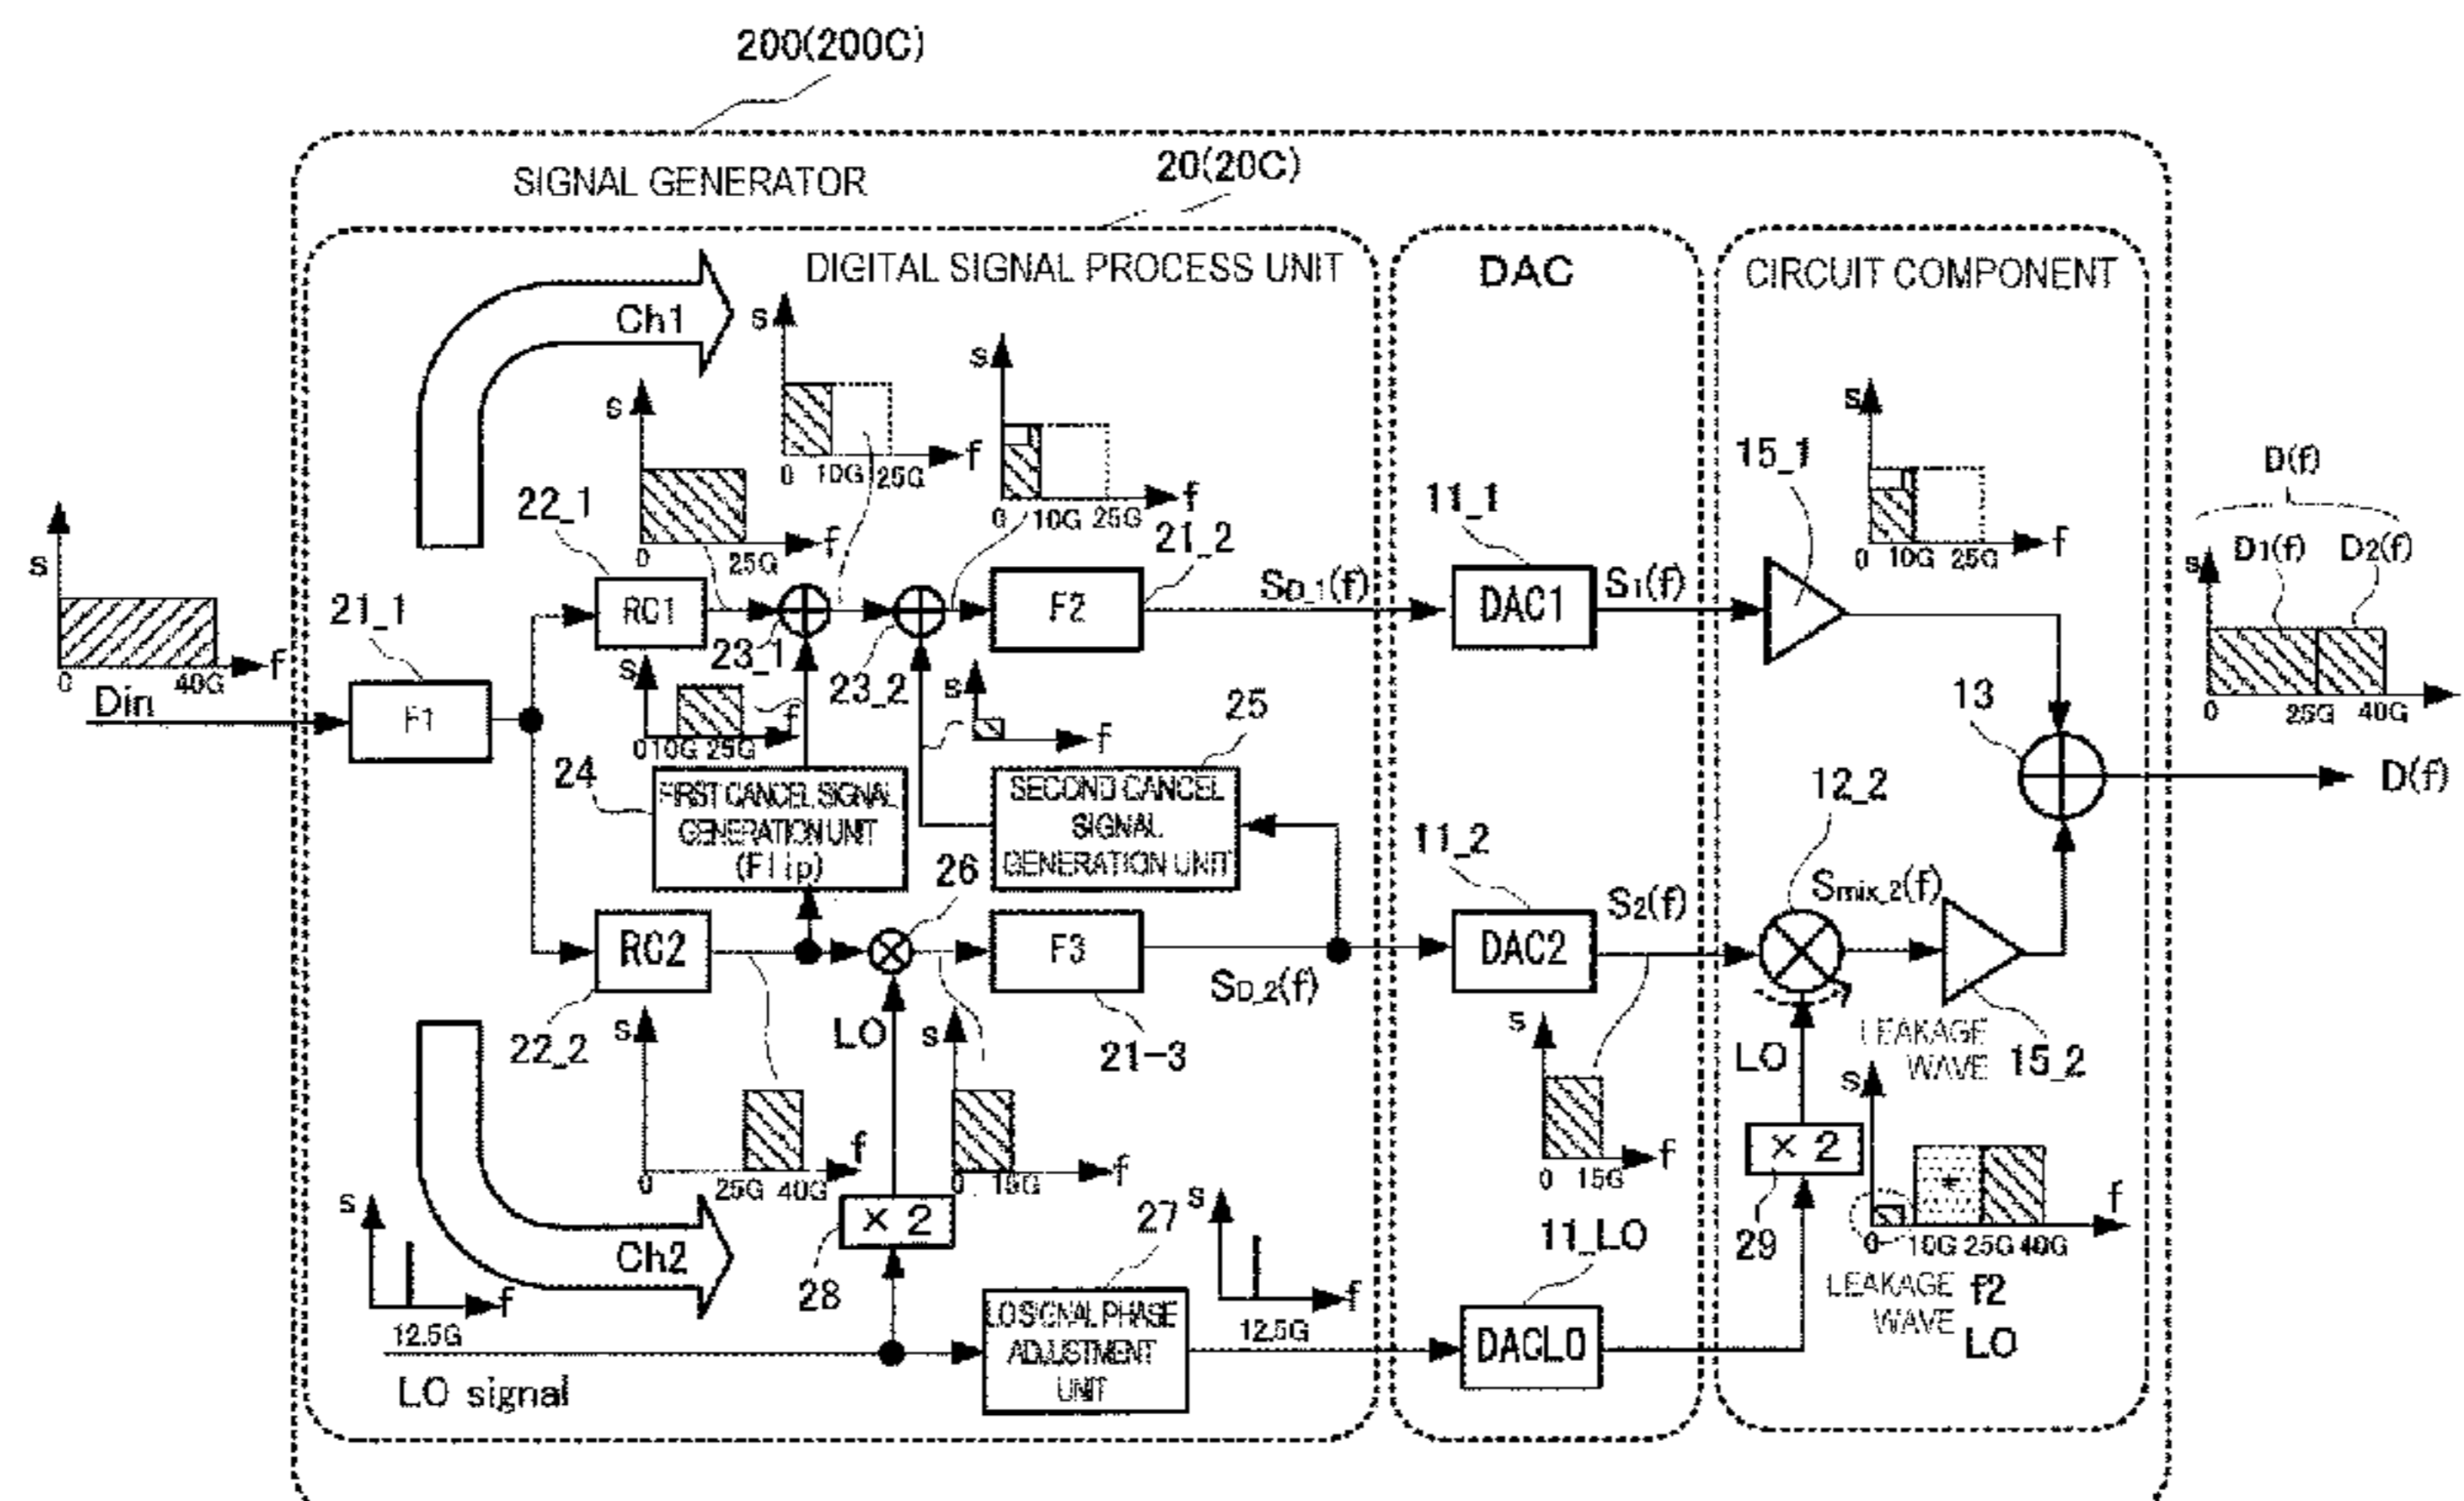 200(200C)
SIGNAL GENERATOR
20(20C)
DIGITAL SIGNAL PROCESS UNIT
DAC
CIRCUIT COMPONENT
Ch1
s
f
0
10G
25G
s
f
0
10G
25G
s
f
0
25G
s
f
0
10G
25G
s
f
0
40G
Din
21_1
F1
22_1
RC1
23_1
23_2
21_2
F2
SD_1(f)
11_1
DAC1
S1(f)
15_1
D(f)
D1(f)
D2(f)
s
0
25G
40G
13
D(f)
s
f
0
10G
25G
s
f
24
FIRST CANCEL SIGNAL
GENERATION UNIT
(Flip)
25
SECOND CANCEL
SIGNAL
GENERATION UNIT
26
22_2
RC2
F3
21-3
SD_2(f)
11_2
DAC2
S2(f)
12_2
Smix_2(f)
15_2
LEAKAGE
WAVE
LO
LO
s
f
0
25G
40G
s
f
0
s
f
0
15G
× 2
28
× 2
29
s
f
0
10G
25G
40G
*
LEAKAGE
WAVE
f2
LO
Ch2
s
f
12.5G
LO signal
27
LO SIGNAL PHASE
ADJUSTMENT
UNIT
s
f
12.5G
11_LO
DACLO